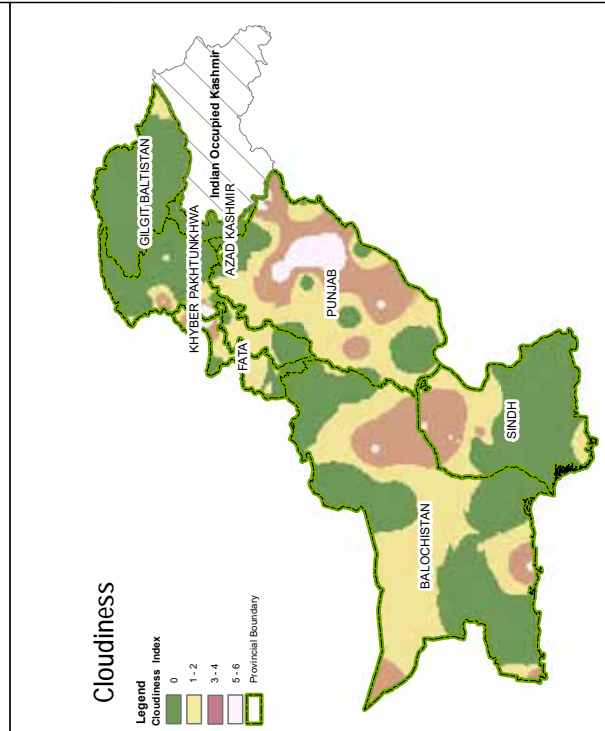 Cloudiness
Legend
Cloudiness Index
0
1 - 2
3 - 4
5 - 6
Provincial Boundary
GILGIT BALTISTAN
KHYBER PAKHTUNKHWA
Indian Occupied Kashmir
AZAD KASHMIR
FATA
PUNJAB
BALOCHISTAN
SINDH